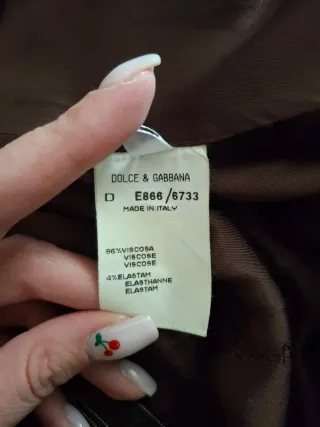 DOLCE & GABBANA
D E866/6733
MADE IN ITALY
96%VISCOSA
VISCOSE
VISCOSE
4%ELASTAM
ELASTHANNE
ELASTAM